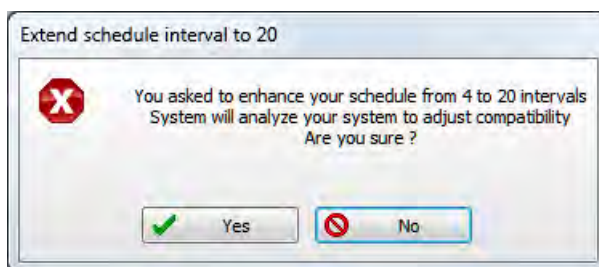 Extend schedule interval to 20
You asked to enhance your schedule from 4 to 20 intervals
System will analyze your system to adjust compatibility
Are you sure ?
Yes
No